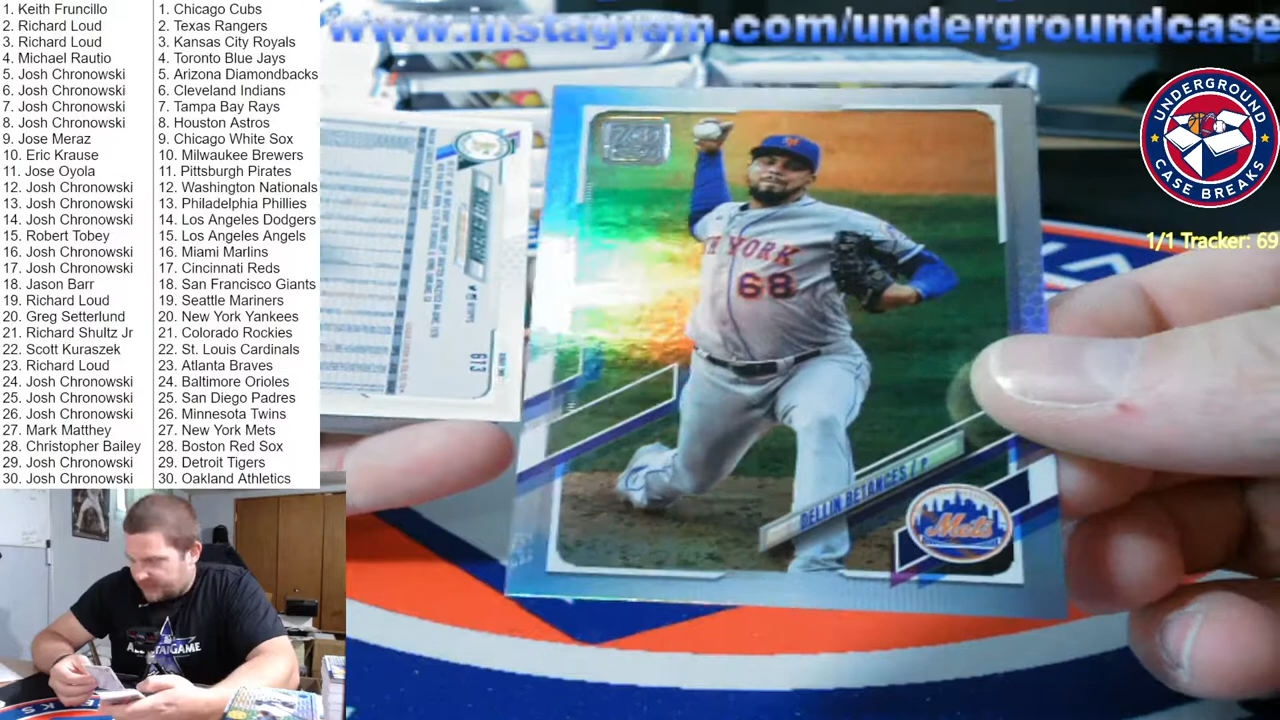 1. Keith Fruncillo
2. Richard Loud
3. Richard Loud
4. Michael Rautio
5. Josh Chronowski
6. Josh Chronowski
7. Josh Chronowski
8. Josh Chronowski
9. Jose Meraz
10. Eric Krause
11. Jose Oyola
12. Josh Chronowski
13. Josh Chronowski
14. Josh Chronowski
15. Robert Tobey
16. Josh Chronowski
17. Josh Chronowski
18. Jason Barr
19. Richard Loud
20. Greg Setterlund
21. Richard Shultz Jr
22. Scott Kuraszek
23. Richard Loud
24. Josh Chronowski
25. Josh Chronowski
26. Josh Chronowski
27. Mark Matthey
28. Christopher Bailey
29. Josh Chronowski
30. Josh Chronowski
1. Chicago Cubs
2. Texas Rangers
3. Kansas City Royals
4. Toronto Blue Jays
5. Arizona Diamondbacks
6. Cleveland Indians
7. Tampa Bay Rays
8. Houston Astros
9. Chicago White Sox
10. Milwaukee Brewers
11. Pittsburgh Pirates
12. Washington Nationals
13. Philadelphia Phillies
14. Los Angeles Dodgers
15. Los Angeles Angels
16. Miami Marlins
17. Cincinnati Reds
18. San Francisco Giants
19. Seattle Mariners
20. New York Yankees
21. Colorado Rockies
22. St. Louis Cardinals
23. Atlanta Braves
24. Baltimore Orioles
25. San Diego Padres
26. Minnesota Twins
27. New York Mets
28. Boston Red Sox
29. Detroit Tigers
30. Oakland Athletics
www.instagram.com/undergroundcase
UNDERGROUND
CASE BREAKS
1/1 Tracker: 69
YORK
68
DELLIN BETANCES / P
Mets
613